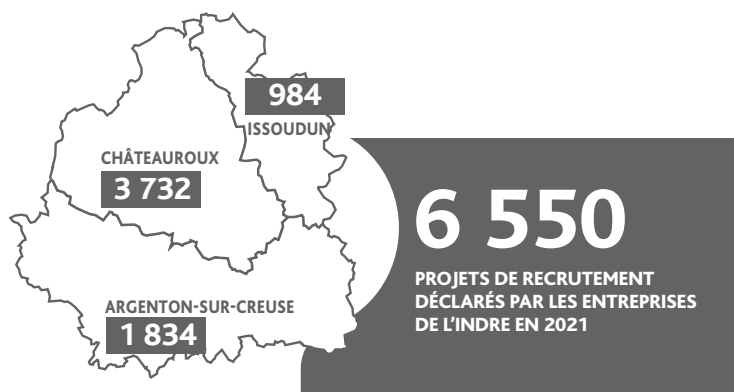 984
ISSOUDUN
CHÂTEAUROUX
3 732
ARGENTON-SUR-CREUSE
1 834
6 550
PROJETS DE RECRUTEMENT
DÉCLARÉS PAR LES ENTREPRISES
DE L'INDRE EN 2021